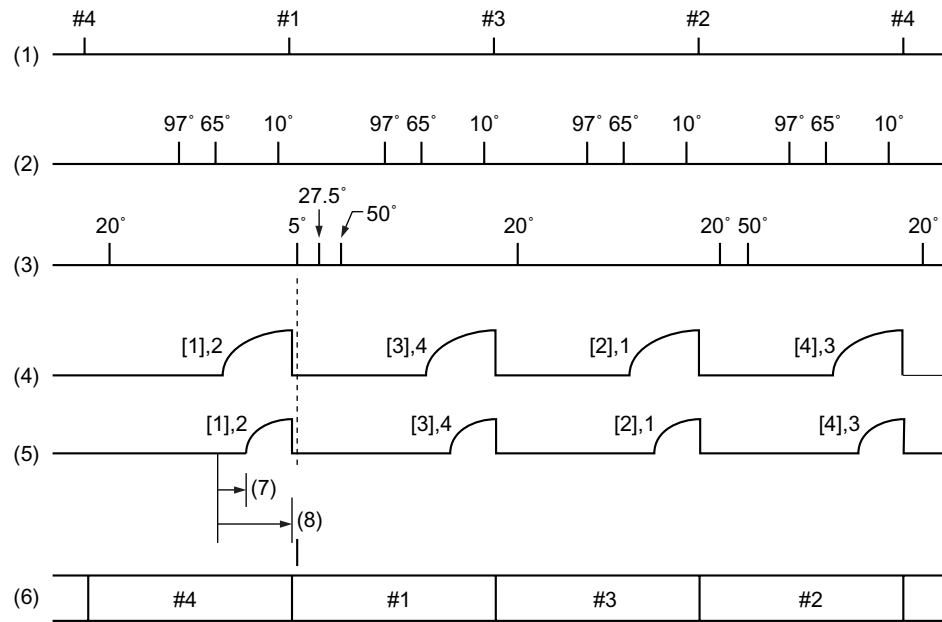 #4 #1 #3 #2 #4
(1)
97° 65° 10° 97° 65° 10° 97° 65° 10° 97° 65° 10°
(2)
27.5°
50°
20° 5° 20° 20° 50° 20°
(3)
[1],2 [3],4 [2],1 [4],3
(4)
[1],2 [3],4 [2],1 [4],3
(5)
(7)
(8)
(6) #4 #1 #3 #2